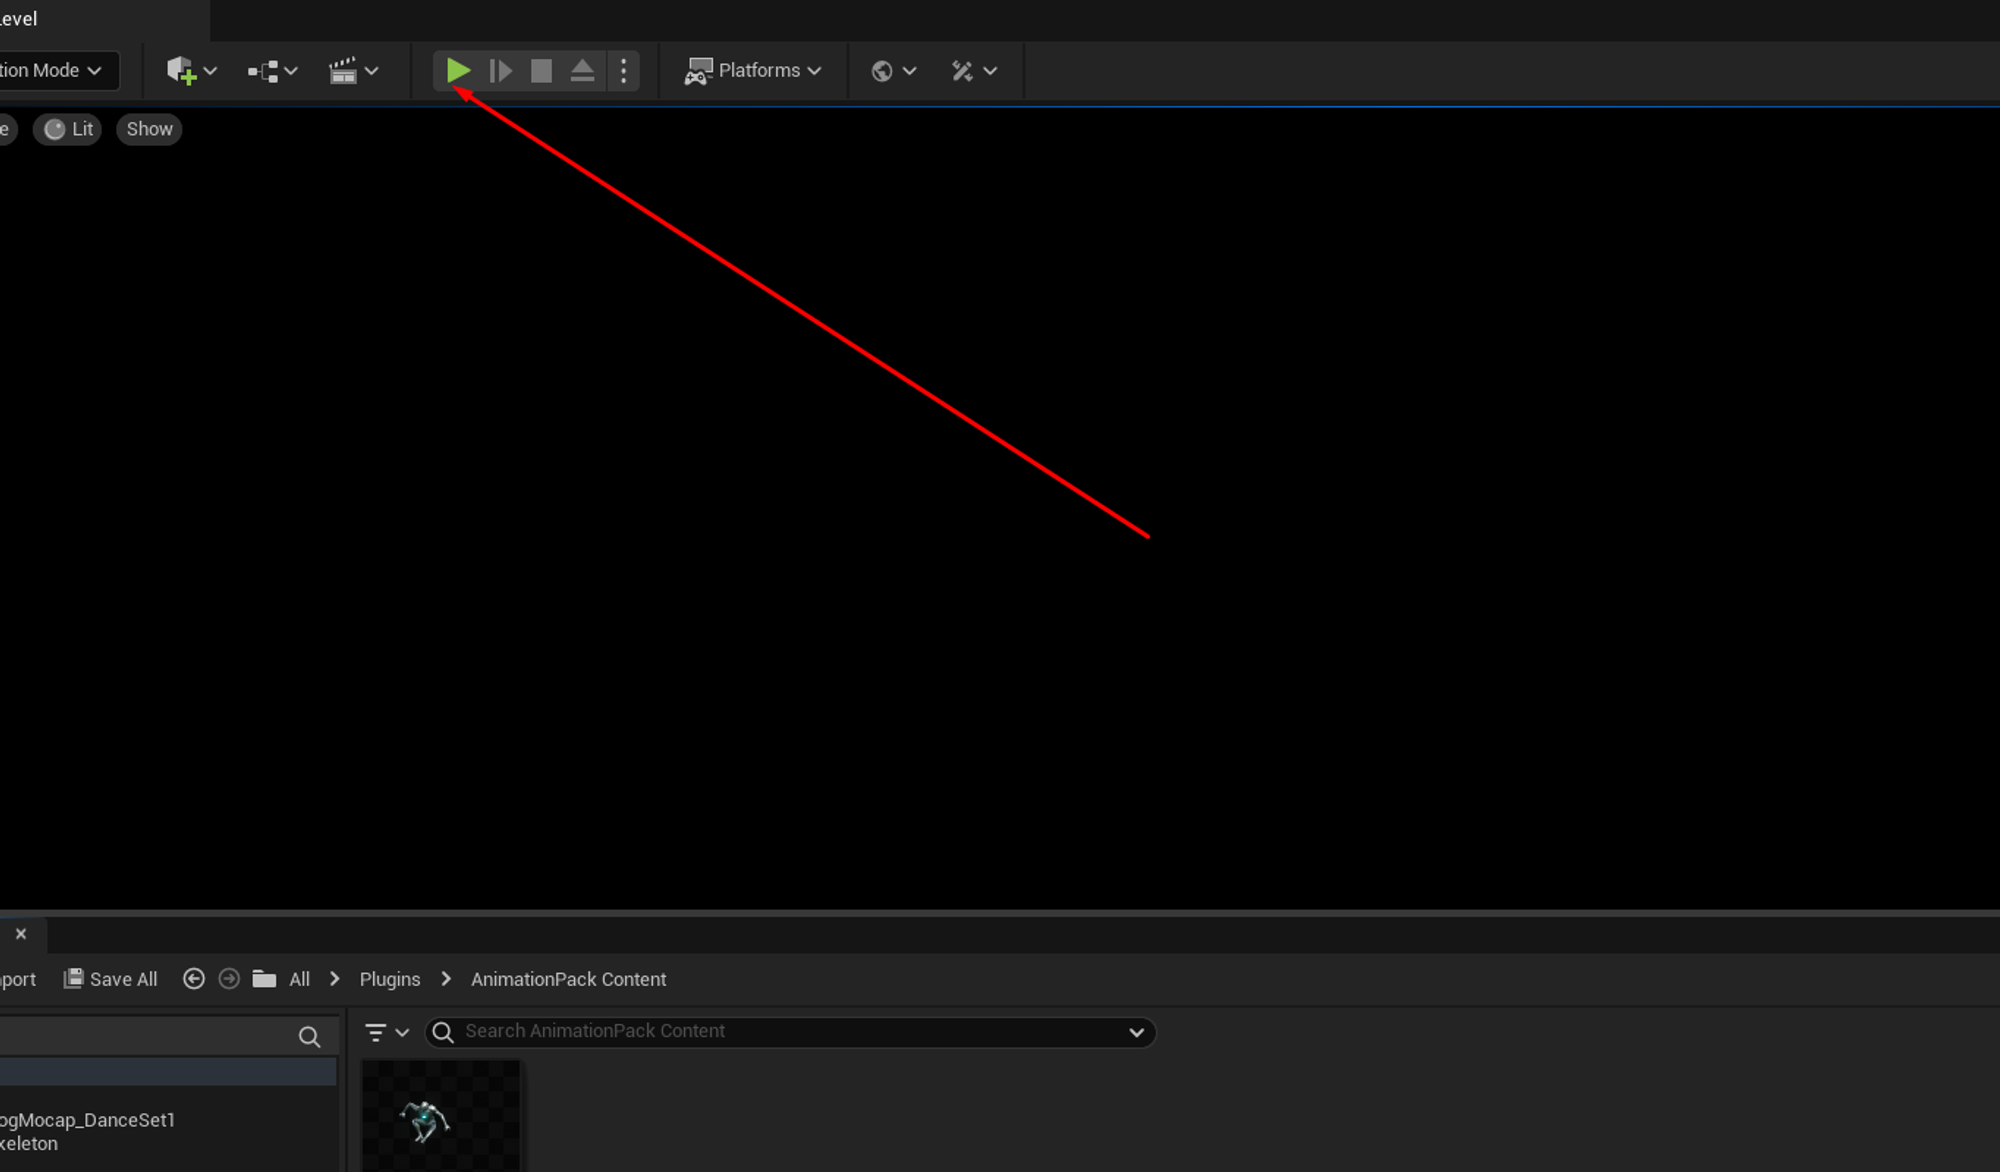 Level
tion Mode
Platforms
e
Lit
Show
port
Save All
All
Plugins
AnimationPack Content
Search AnimationPack Content
ogMocap_DanceSet1
keleton